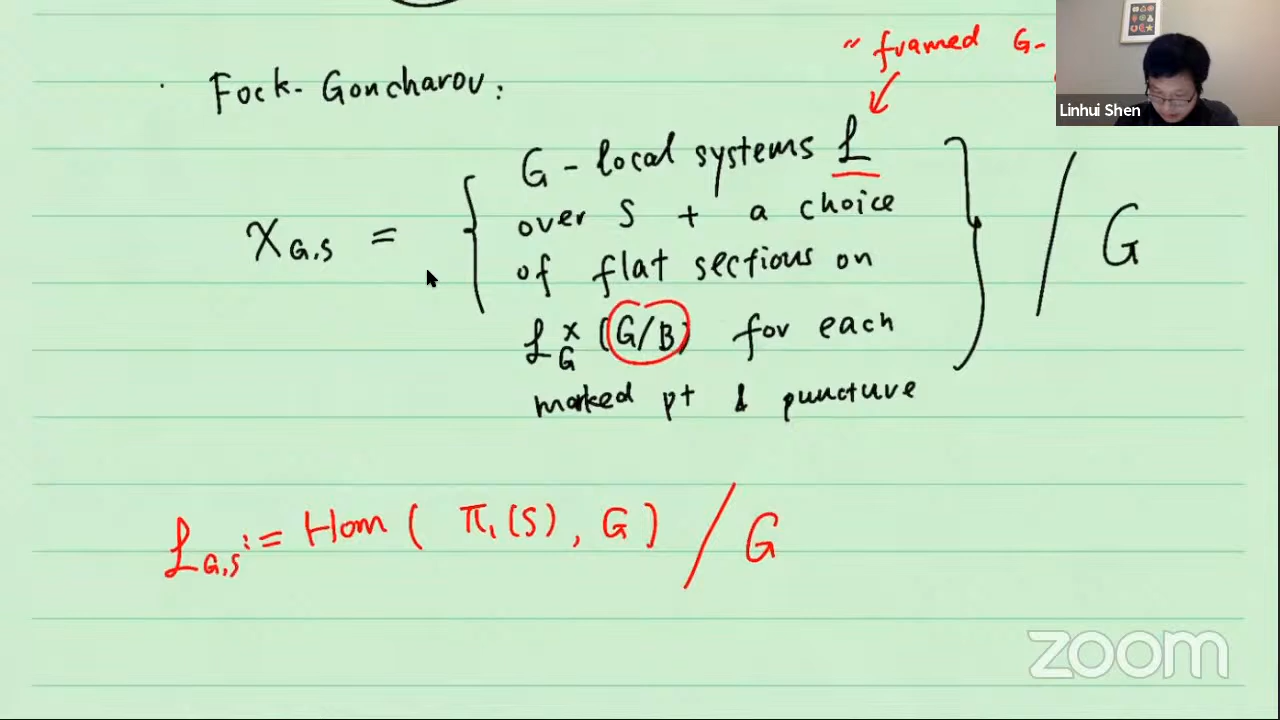 " framed G-
Linhui Shen
· Fock-Goncharov:
G-local systems L
over S + a choice
X_{G,S} = { of flat sections on } / G
L ×_G (G/B) for each
marked pt & puncture
L_{G,S} := Hom ( π_1(S), G ) / G
zoom